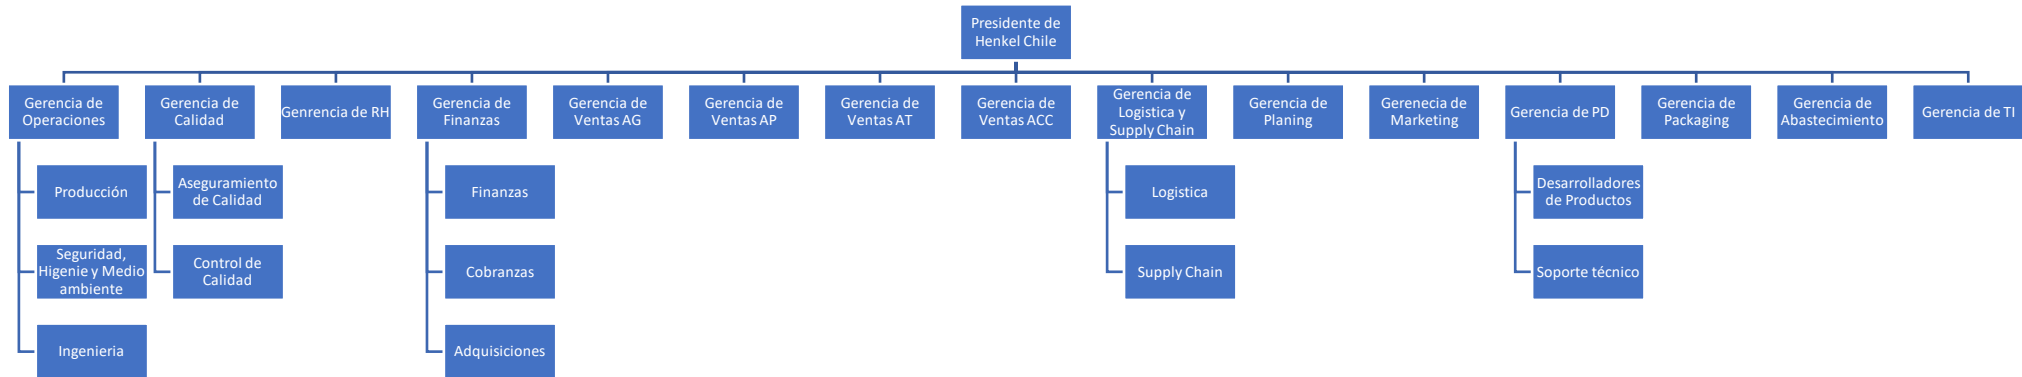 Presidente de
Henkel Chile
Gerencia de
Operaciones
Gerencia de
Calidad
Genrencia de RH
Gerencia de
Finanzas
Gerencia de
Ventas AG
Gerencia de
Ventas AP
Gerencia de
Ventas AT
Gerencia de
Ventas ACC
Gerencia de
Logistica y
Supply Chain
Gerencia de
Planing
Gerenecia de
Marketing
Gerencia de PD
Gerencia de
Packaging
Gerencia de
Abastecimiento
Gerencia de TI
Producción
Seguridad,
Higenie y Medio
ambiente
Ingenieria
Aseguramiento
de Calidad
Control de
Calidad
Finanzas
Cobranzas
Adquisiciones
Logistica
Supply Chain
Desarrolladores
de Productos
Soporte técnico